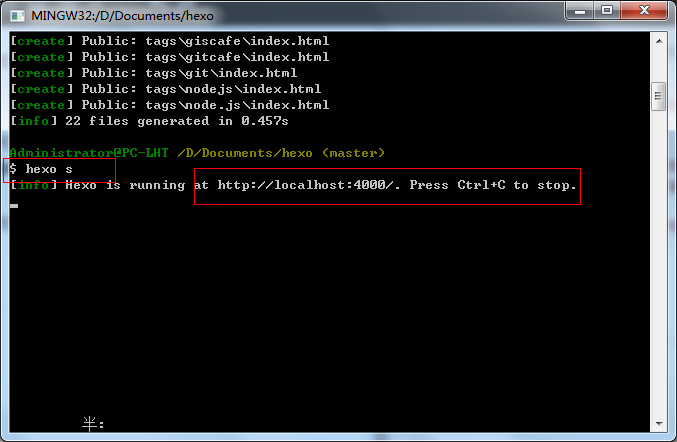 MINGW32:/D/Documents/hexo
[create] Public: tags\giscafe\index.html
[create] Public: tags\gitcafe\index.html
[create] Public: tags\git\index.html
[create] Public: tags\nodejs\index.html
[create] Public: tags\node.js\index.html
[info] 22 files generated in 0.457s
Administrator@PC-LHT /D/Documents/hexo (master)
$ hexo s
[info] Hexo is running at http://localhost:4000/. Press Ctrl+C to stop.
半: